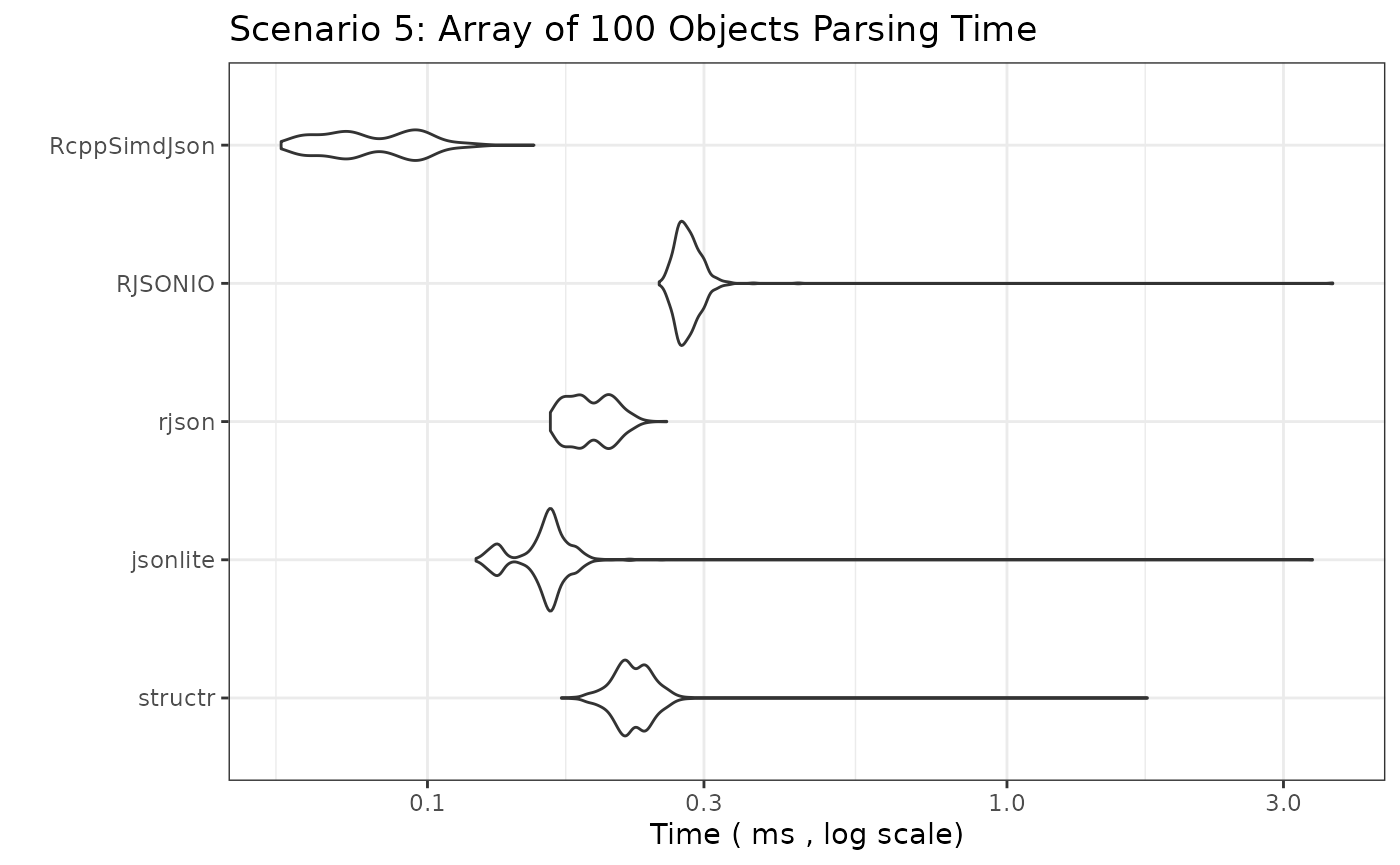 Scenario 5: Array of 100 Objects Parsing Time
RcppSimdJson
RJSONIO
rjson
jsonlite
structr
0.1 0.3 1.0 3.0
Time ( ms , log scale)